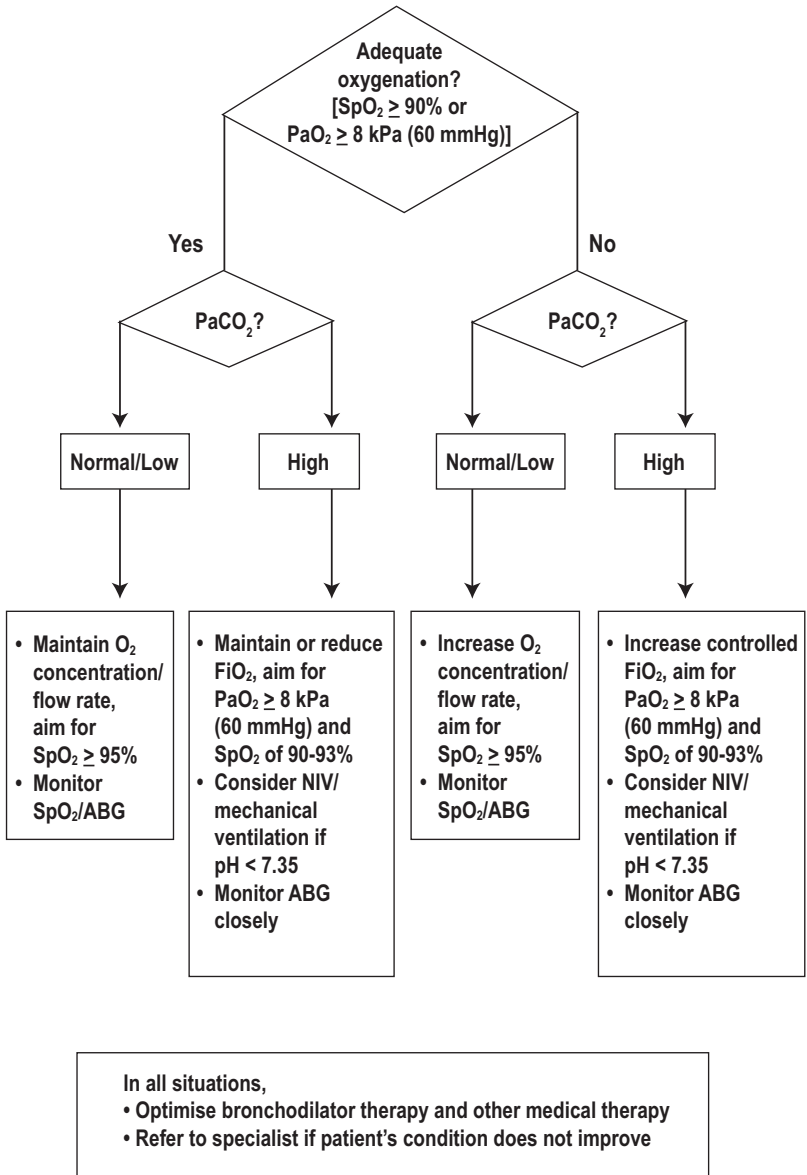 Adequate
oxygenation?
[SpO₂ ≥ 90% or
PaO₂ ≥ 8 kPa (60 mmHg)]
Yes
No
PaCO₂?
PaCO₂?
Normal/Low
High
Normal/Low
High
• Maintain O₂
concentration/
flow rate,
aim for
SpO₂ ≥ 95%
• Monitor
SpO₂/ABG
• Maintain or reduce
FiO₂, aim for
PaO₂ ≥ 8 kPa
(60 mmHg) and
SpO₂ of 90-93%
• Consider NIV/
mechanical
ventilation if
pH < 7.35
• Monitor ABG
closely
• Increase O₂
concentration/
flow rate,
aim for
SpO₂ ≥ 95%
• Monitor
SpO₂/ABG
• Increase controlled
FiO₂, aim for
PaO₂ ≥ 8 kPa
(60 mmHg) and
SpO₂ of 90-93%
• Consider NIV/
mechanical
ventilation if
pH < 7.35
• Monitor ABG
closely
In all situations,
• Optimise bronchodilator therapy and other medical therapy
• Refer to specialist if patient's condition does not improve